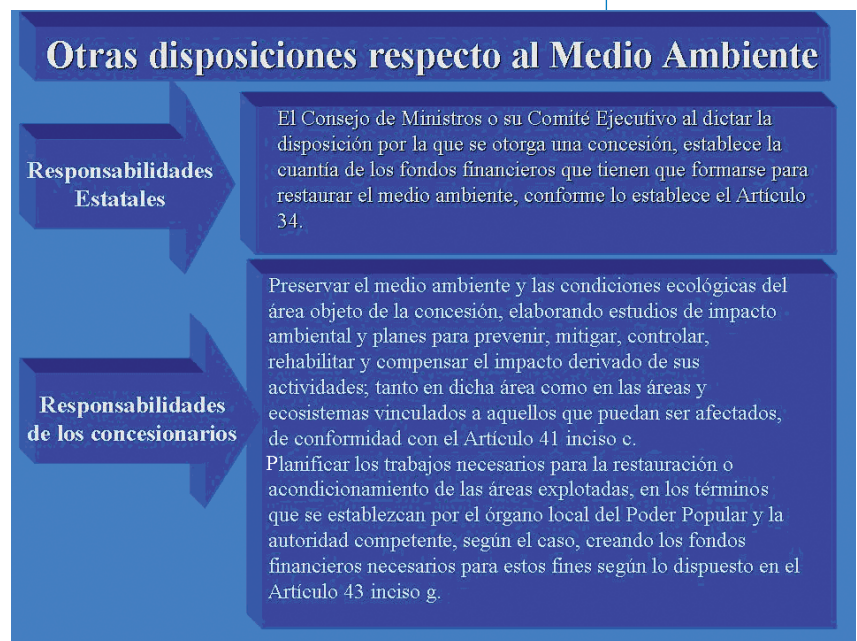 Otras disposiciones respecto al Medio Ambiente
Responsabilidades
Estatales
El Consejo de Ministros o su Comité Ejecutivo al dictar la
disposición por la que se otorga una concesión, establece la
cuantía de los fondos financieros que tienen que formarse para
restaurar el medio ambiente, conforme lo establece el Artículo
34.
Responsabilidades
de los concesionarios
Preservar el medio ambiente y las condiciones ecológicas del
área objeto de la concesión, elaborando estudios de impacto
ambiental y planes para prevenir, mitigar, controlar,
rehabilitar y compensar el impacto derivado de sus
actividades; tanto en dicha área como en las áreas y
ecosistemas vinculados a aquellos que puedan ser afectados,
de conformidad con el Artículo 41 inciso c.
Planificar los trabajos necesarios para la restauración o
acondicionamiento de las áreas explotadas, en los términos
que se establezcan por el órgano local del Poder Popular y la
autoridad competente, según el caso, creando los fondos
financieros necesarios para estos fines según lo dispuesto en el
Artículo 43 inciso g.